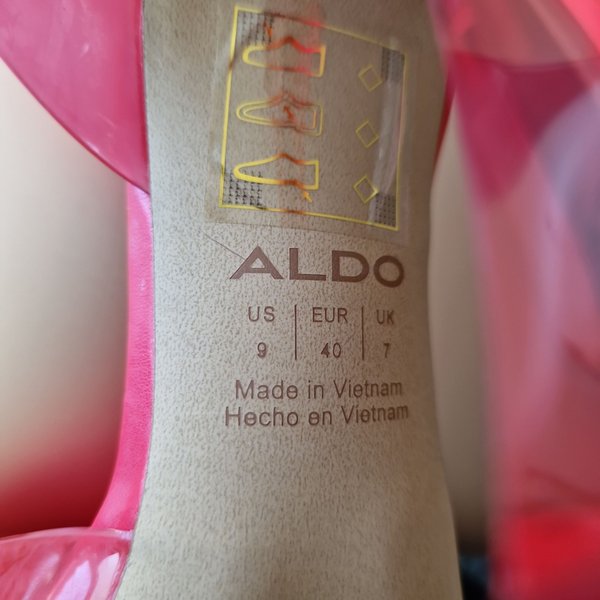 ALDO
US | EUR | UK
9 | 40 | 7
Made in Vietnam
Hecho en Vietnam